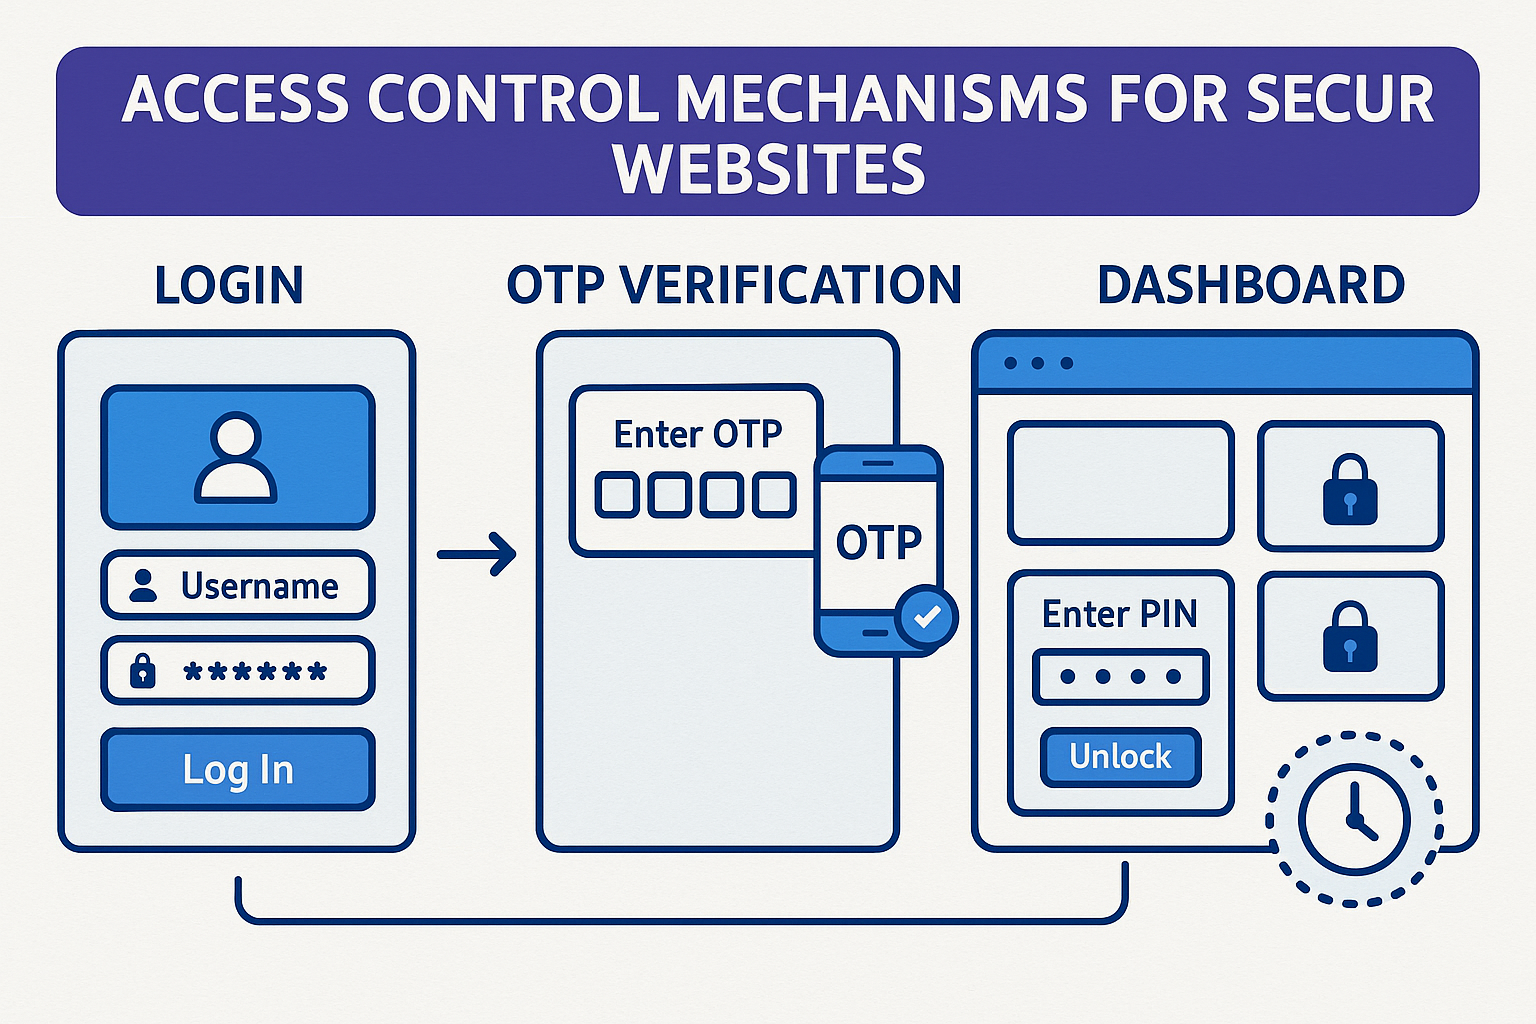 ACCESS CONTROL MECHANISMS FOR SECUR
WEBSITES
LOGIN
Username
******
Log In
OTP VERIFICATION
Enter OTP
OTP
DASHBOARD
Enter PIN
Unlock